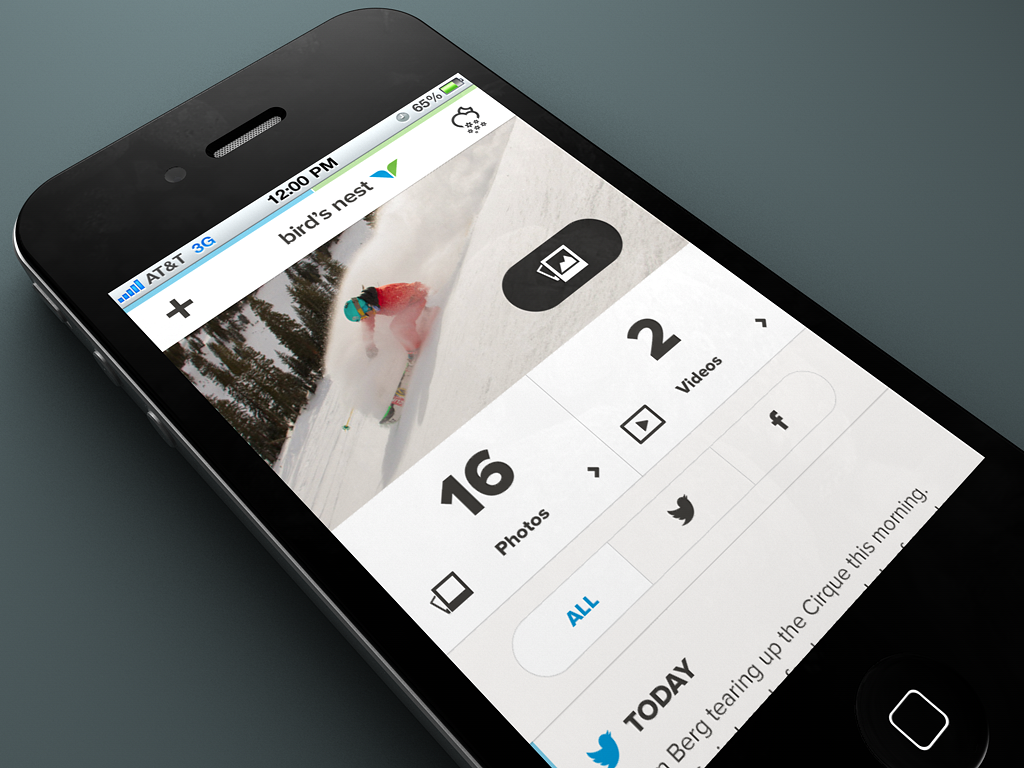 AT&T 3G 12:00 PM 65%
bird's nest
16
Photos
2
Videos
ALL
TODAY
Berg tearing up the Cirque this morning.